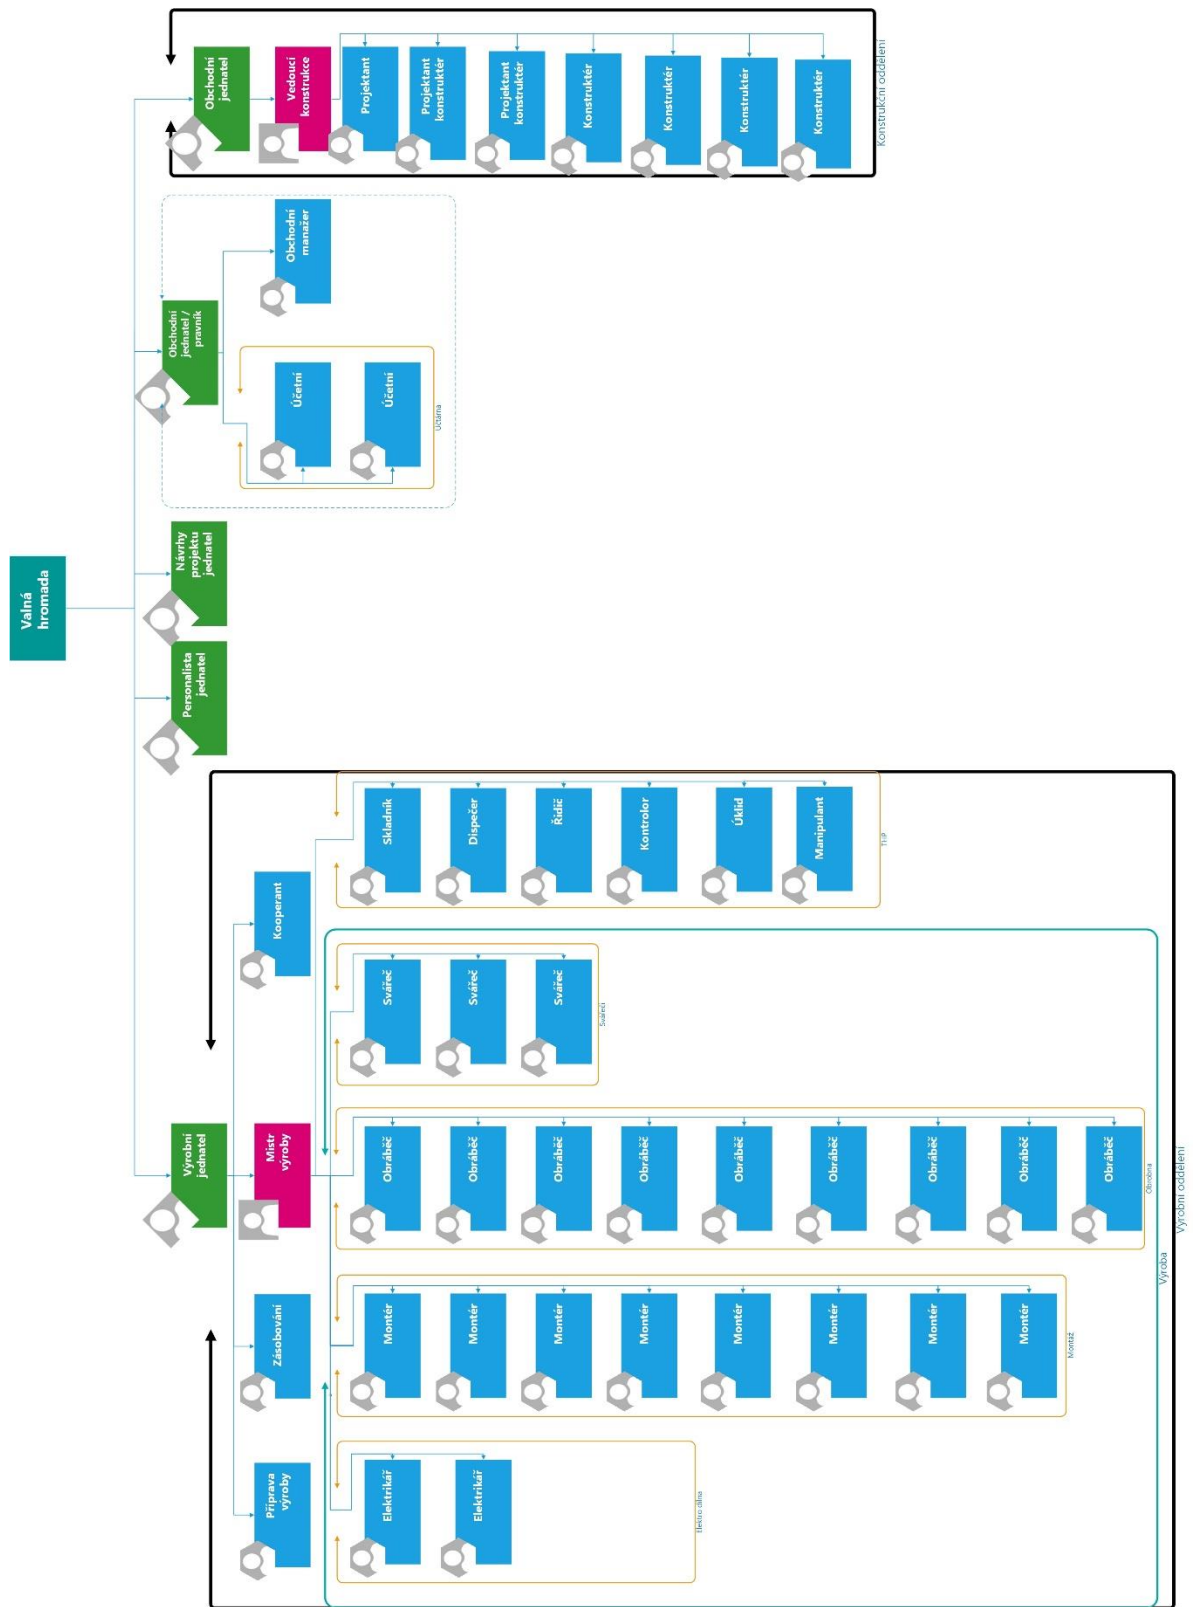 Valná
hromada
Výrobní
jednatel
Personalista
jednatel
Návrhy
projektu
jednatel
Obchodní
jednatel /
pravník
Obchodní
jednatel
Příprava
výroby
Zásobování
Mistr
výroby
Kooperant
Elektrikář
Elektrikář
Elektro dílna
Montér
Montér
Montér
Montér
Montér
Montér
Montér
Montér
Montáž
Obráběč
Obráběč
Obráběč
Obráběč
Obráběč
Obráběč
Obráběč
Obráběč
Obráběč
Obrobna
Svářeč
Svářeč
Svářeč
Svářeči
Výroba
Skladník
Dispečer
Řidič
Kontrolor
Úklid
Manipulant
THP
Výrobní oddělení
Účetní
Účetní
Účtárna
Obchodní
manažer
Vedoucí
konstrukce
Projektant
Projektant
konstruktér
Projektant
konstruktér
Konstruktér
Konstruktér
Konstruktér
Konstruktér
Konstrukční oddělení